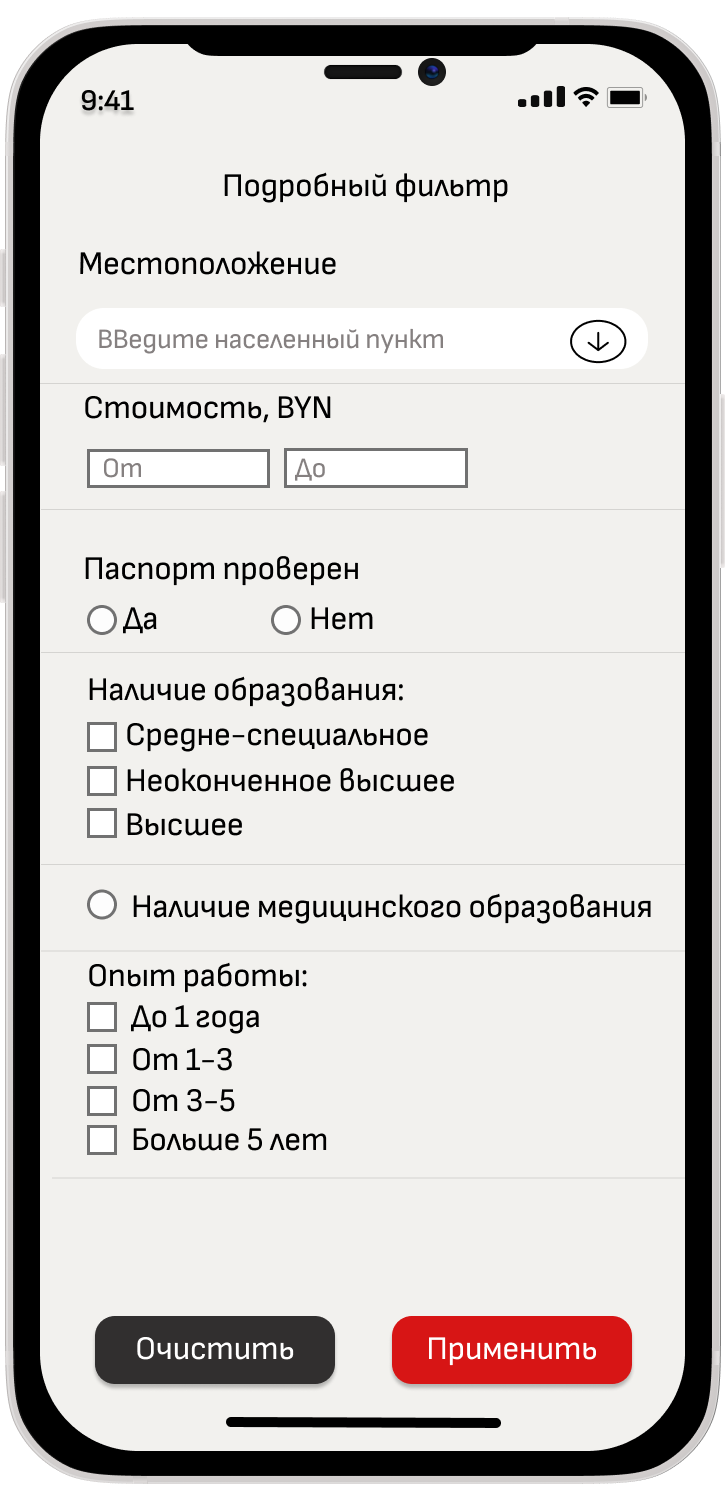 9:41
Подробный фильтр
Местоположение
ВВедите населенный пункт
Стоимость, BYN
От До
Паспорт проверен
Да Нет
Наличие образования:
Средне-специальное
Неоконченное высшее
Высшее
Наличие медицинского образования
Опыт работы:
До 1 года
От 1-3
От 3-5
Больше 5 лет
Очистить Применить